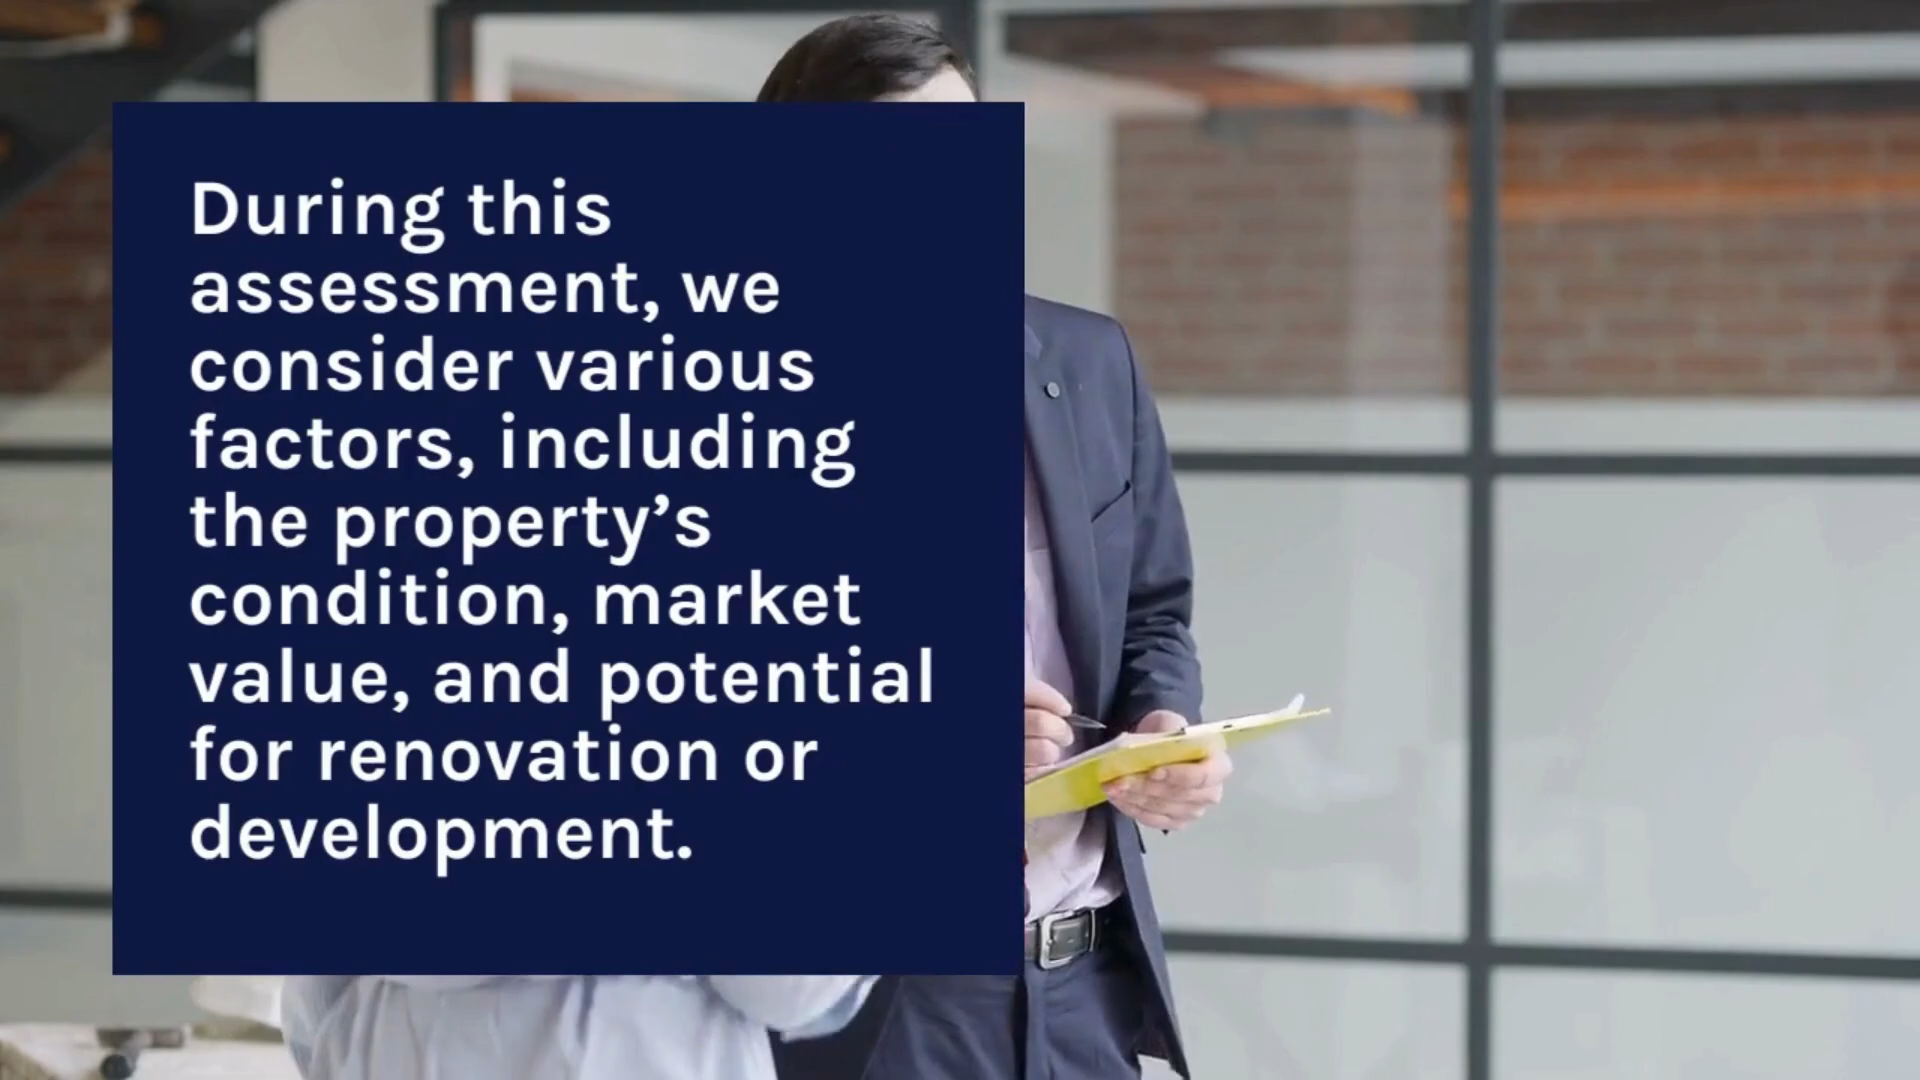 During this
assessment, we
consider various
factors, including
the property’s
condition, market
value, and potential
for renovation or
development.